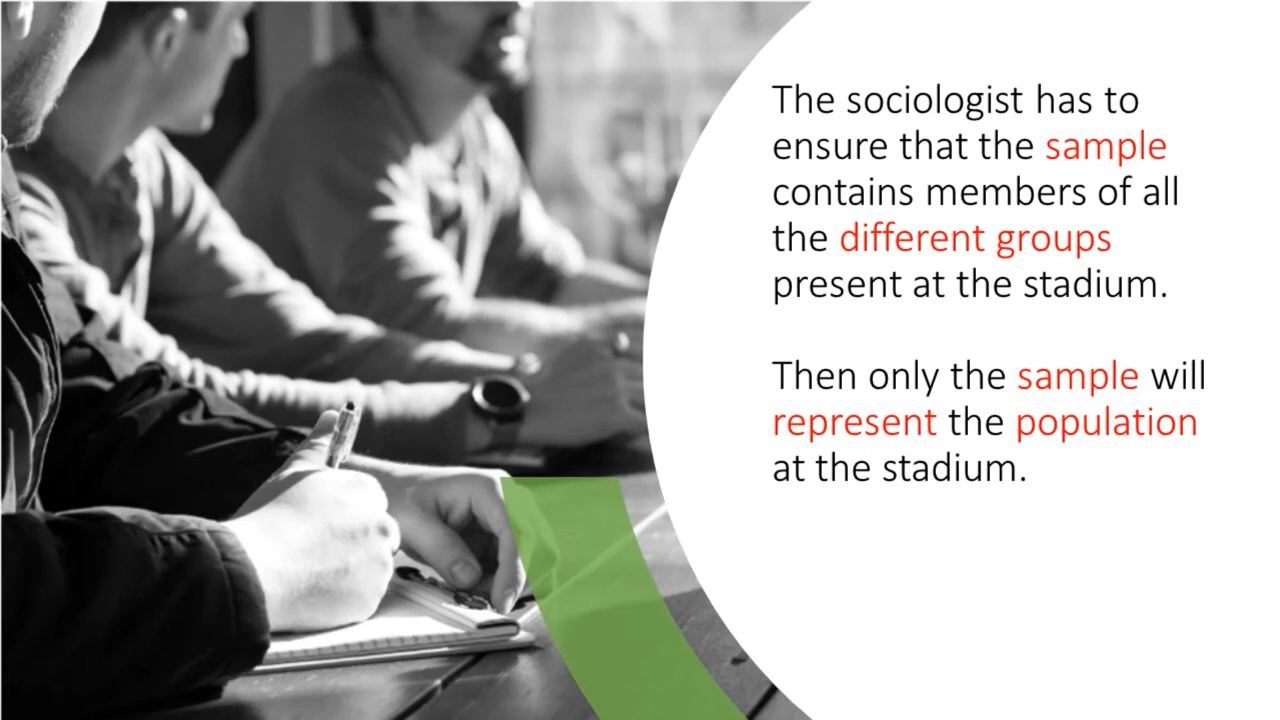 The sociologist has to
ensure that the sample
contains members of all
the different groups
present at the stadium.
Then only the sample will
represent the population
at the stadium.